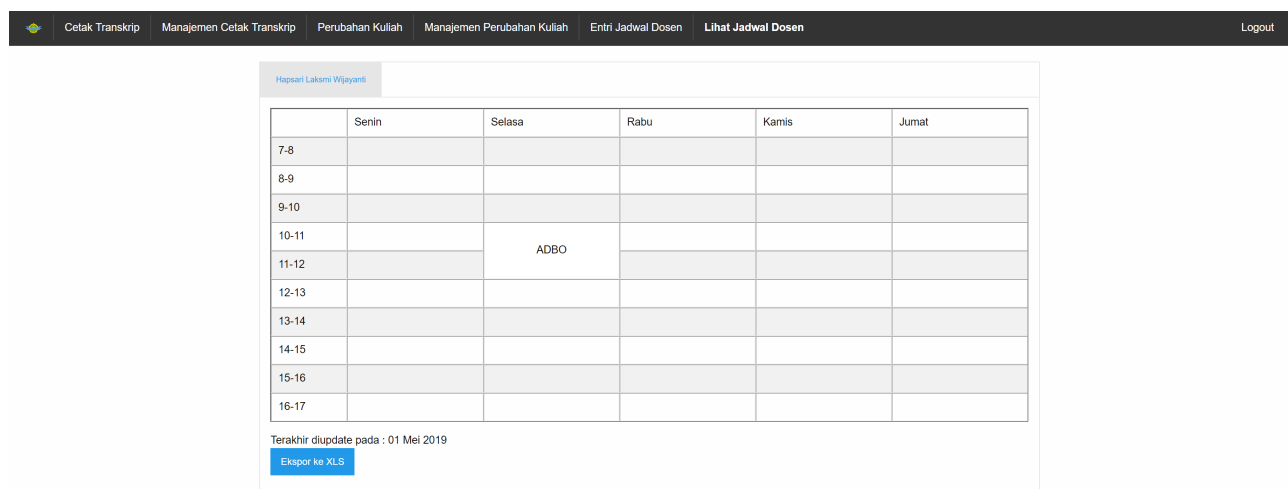 Cetak Transkrip Manajemen Cetak Transkrip Perubahan Kuliah Manajemen Perubahan Kuliah Entri Jadwal Dosen Lihat Jadwal Dosen Logout
Hapsari Laksmi Wijayanti
Senin Selasa Rabu Kamis Jumat
7-8
8-9
9-10
10-11
ADBO
11-12
12-13
13-14
14-15
15-16
16-17
Terakhir diupdate pada : 01 Mei 2019
Ekspor ke XLS